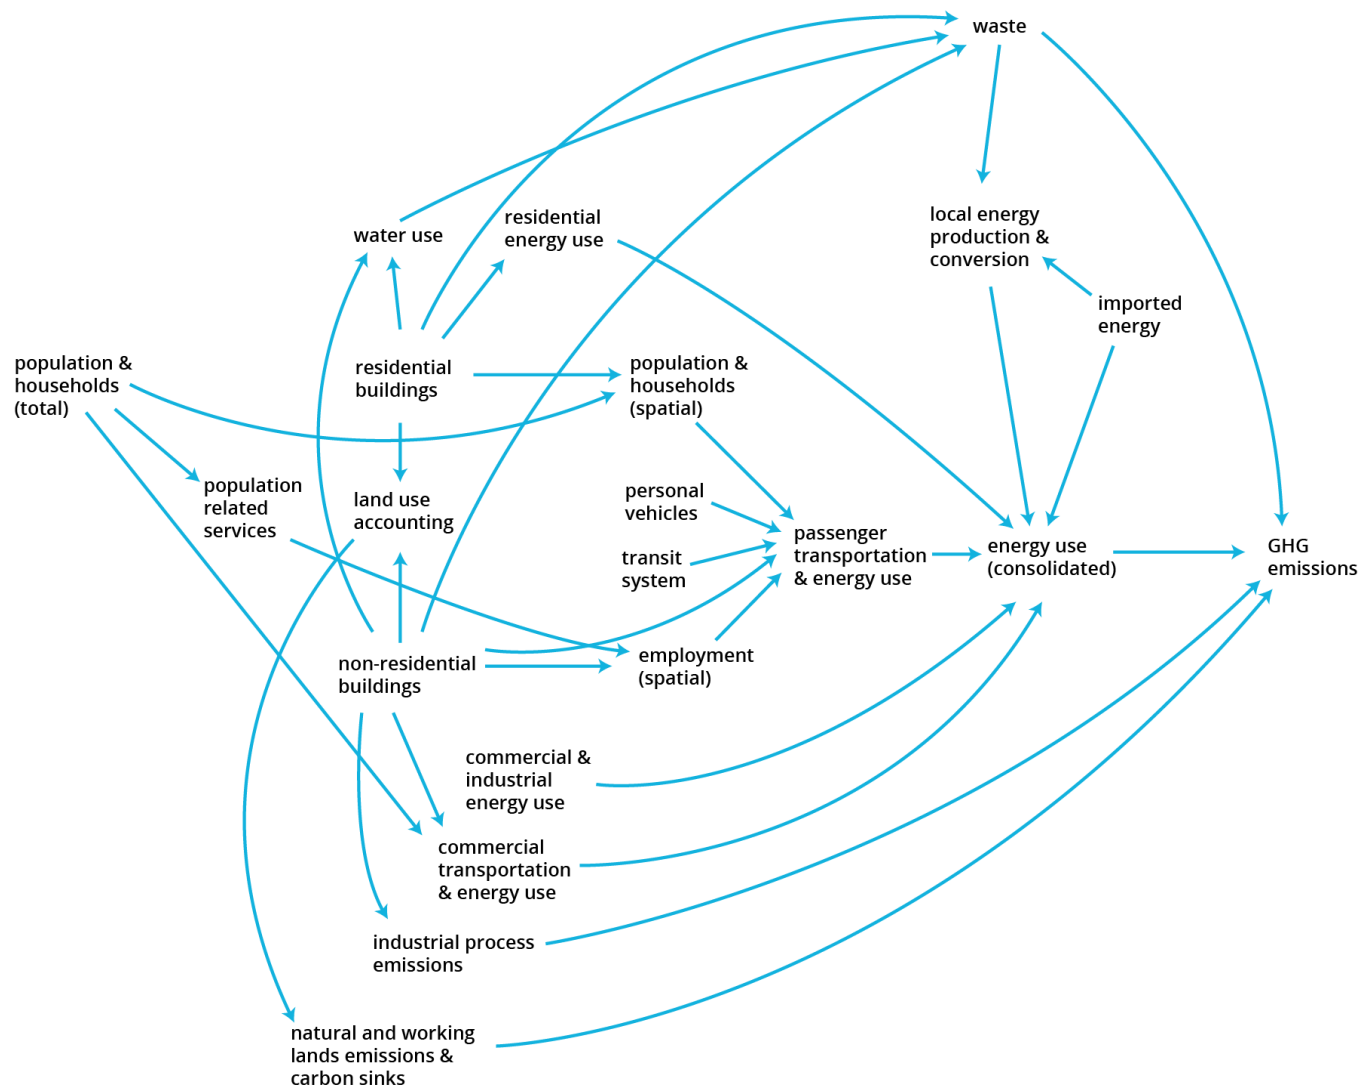 waste
residential
energy use
water use
local energy
production &
conversion
imported
energy
population &
households
(total)
residential
buildings
population &
households
(spatial)
population
related
services
land use
accounting
personal
vehicles
transit
system
passenger
transportation
& energy use
energy use
(consolidated)
GHG
emissions
non-residential
buildings
employment
(spatial)
commercial &
industrial
energy use
commercial
transportation
& energy use
industrial process
emissions
natural and working
lands emissions &
carbon sinks